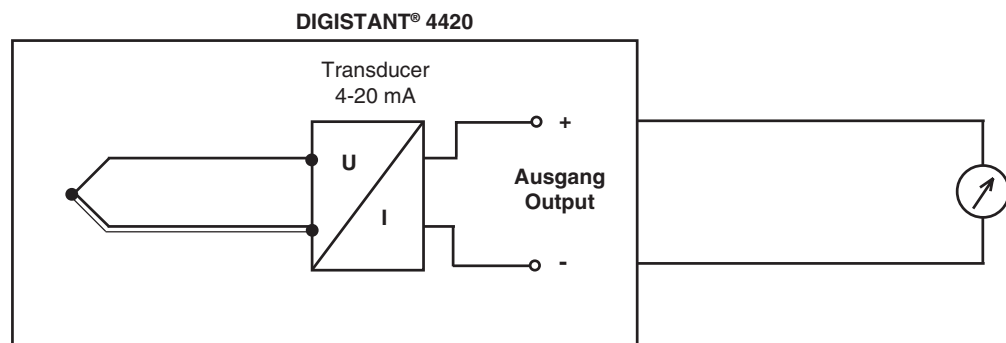 DIGISTANT® 4420
Transducer
4-20 mA
U
I
+
Ausgang
Output
-